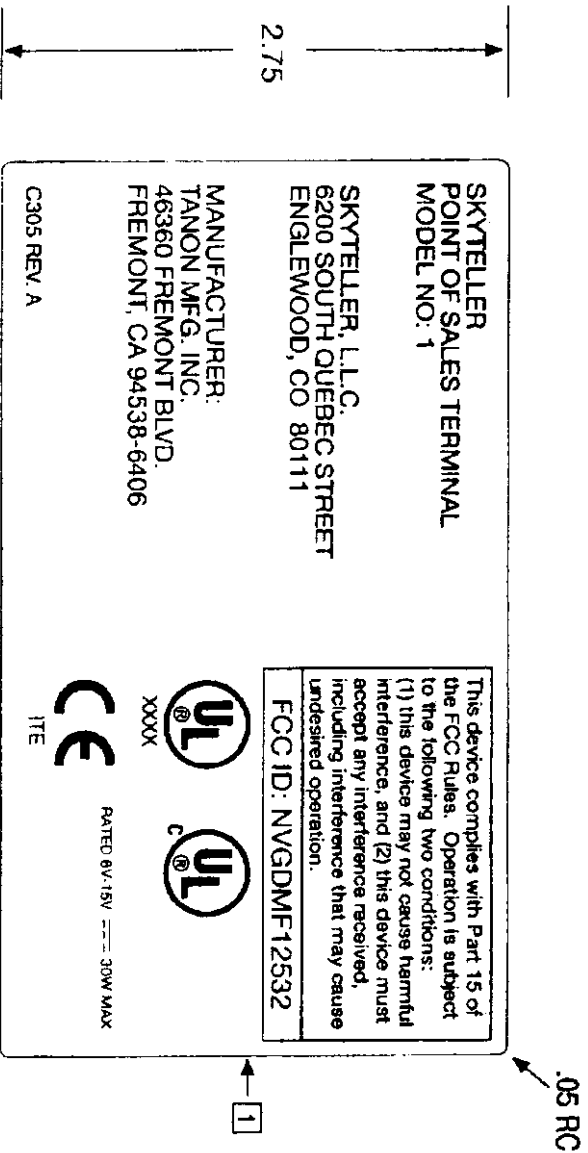 2.75
SKYTELLER
POINT OF SALES TERMINAL
MODEL NO: 1
SKYTELLER, L.L.C.
6200 SOUTH QUEBEC STREET
ENGLEWOOD, CO 80111
MANUFACTURER:
TANON MFG. INC.
46360 FREMONT BLVD.
FREMONT, CA 94538-6406
C305 REV. A
This device complies with Part 15 of
the FCC Rules. Operation is subject
to the following two conditions:
(1) this device may not cause harmful
interference, and (2) this device must
accept any interference received,
including interference that may cause
undesired operation.
FCC ID: NVGDMF12532
UL
®
XXXX
UL
®
C
CE
ITE
RATED 8V-15V 30W MAX
.05 RC
1